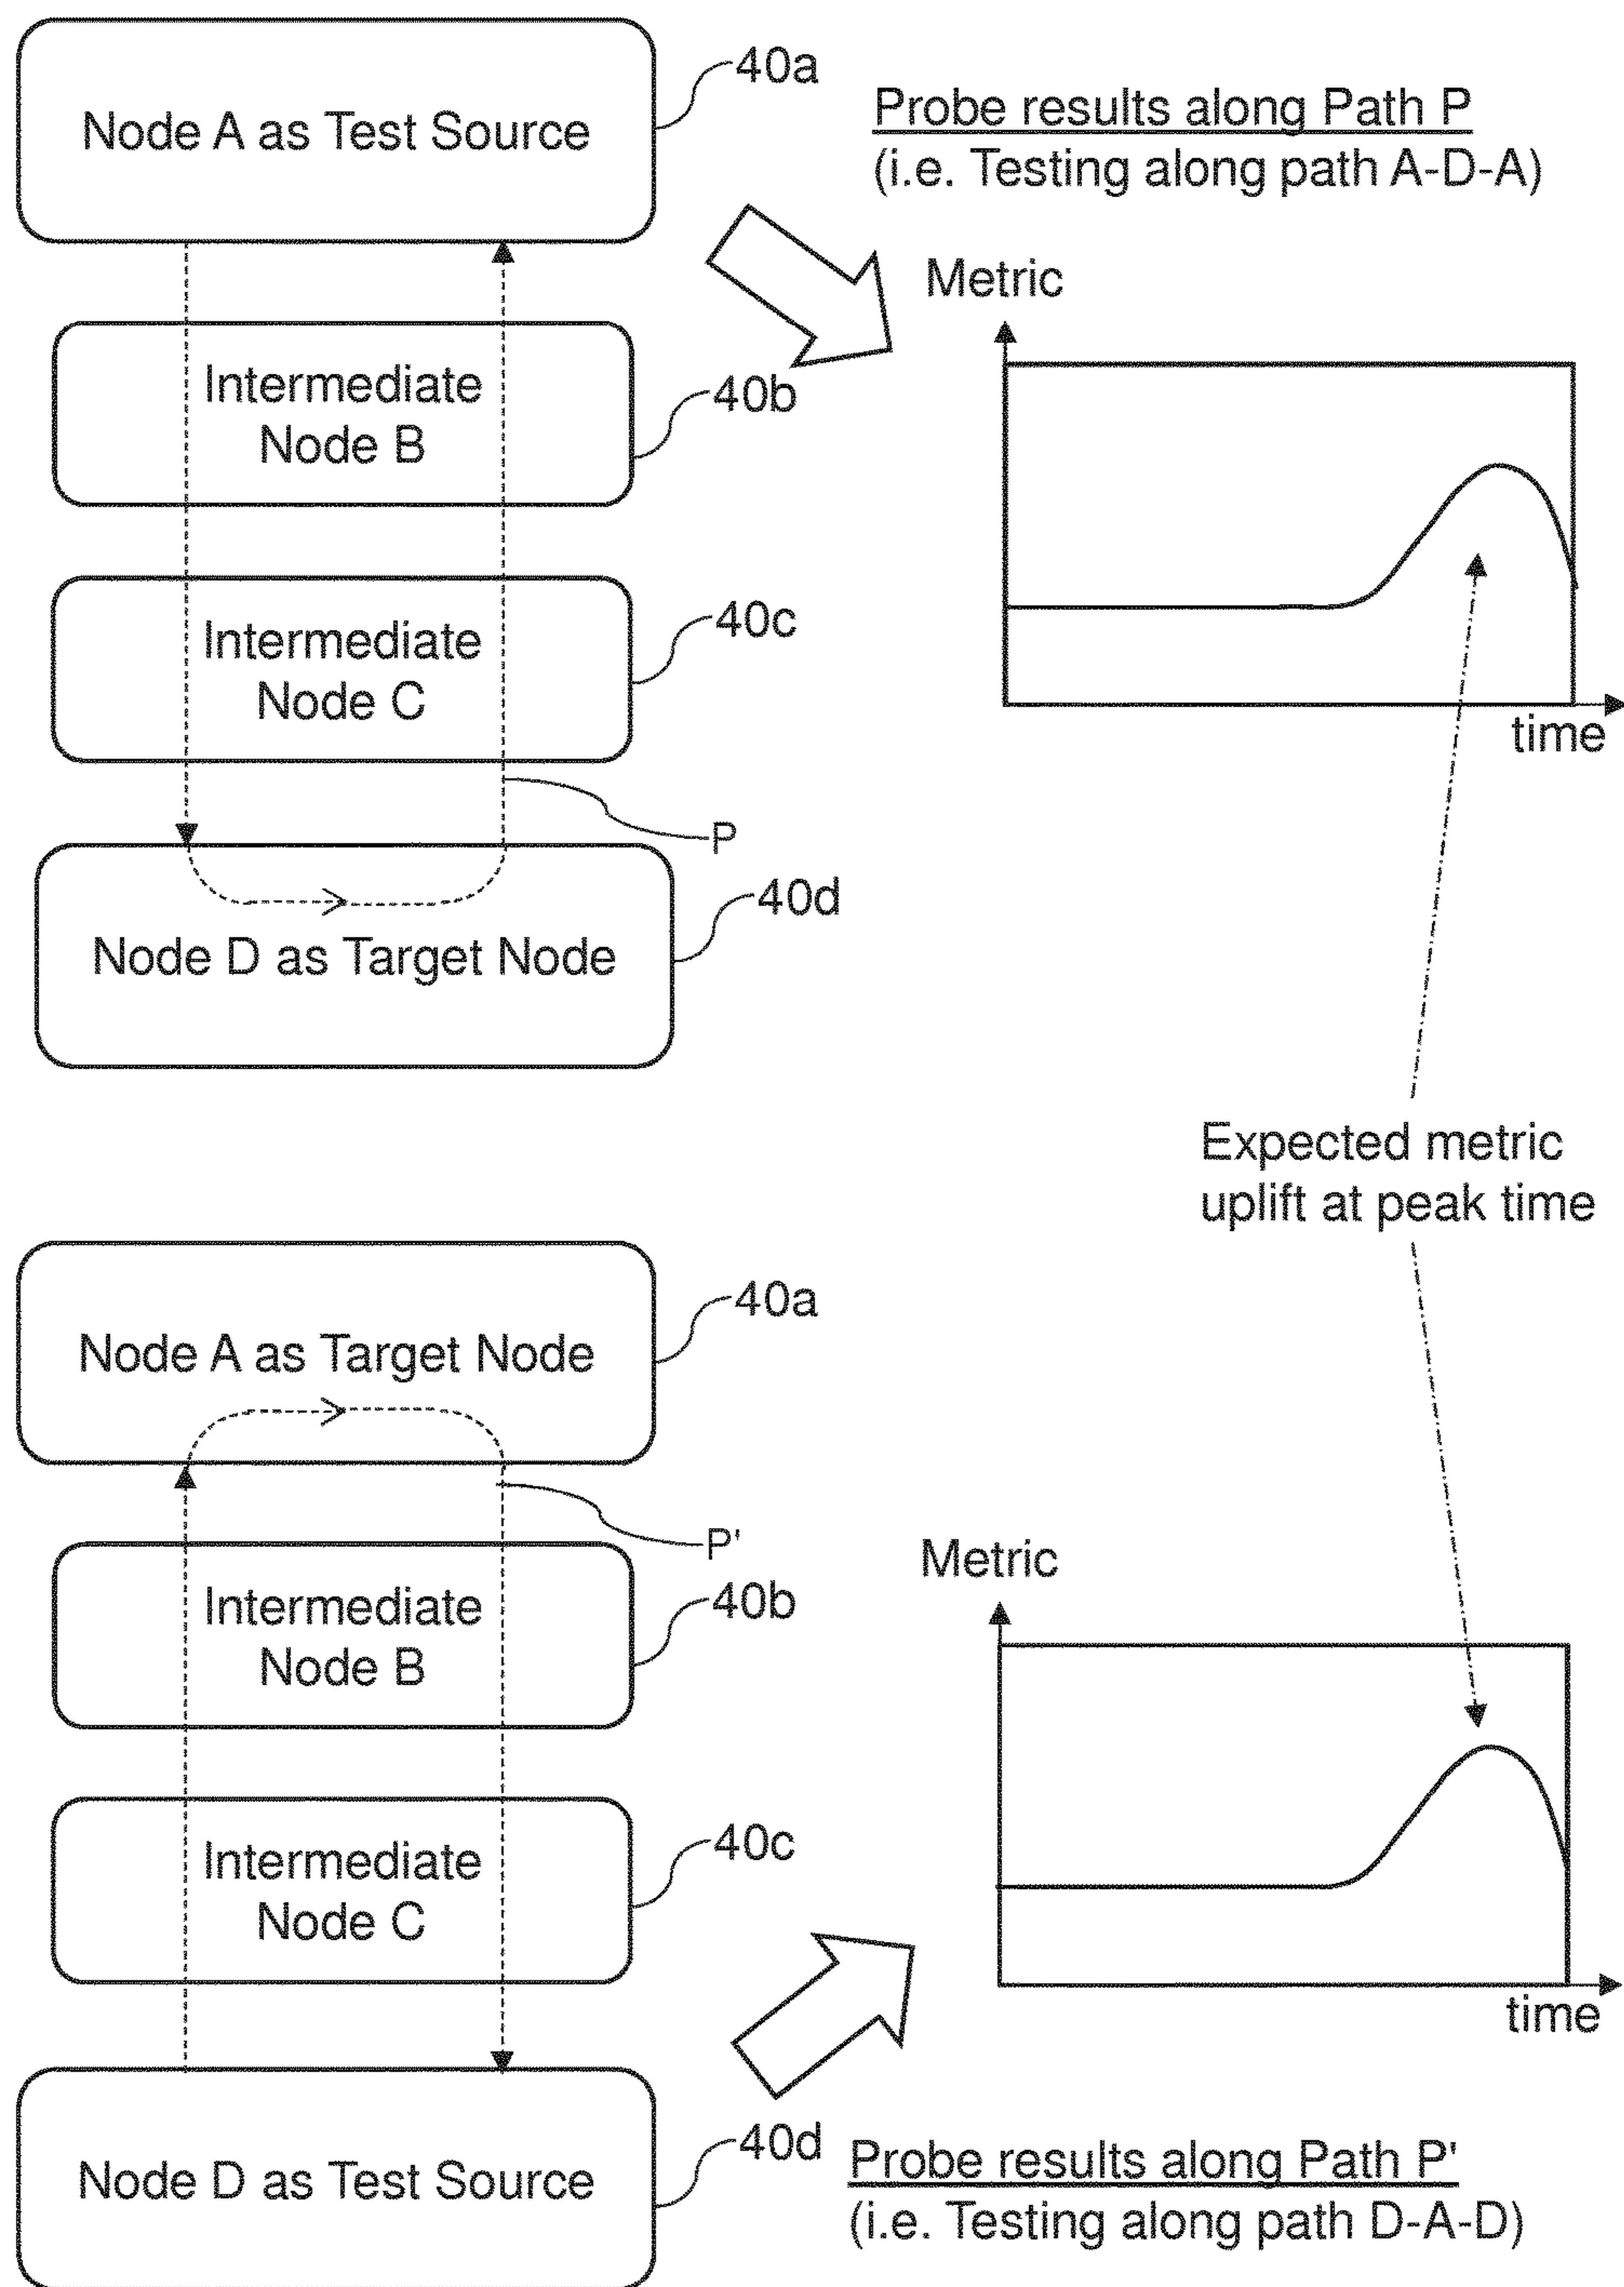 Node A as Test Source
40a
Probe results along Path P
(i.e. Testing along path A-D-A)
Metric
Intermediate
Node B
40b
Intermediate
Node C
40c
time
P
Node D as Target Node
40d
Expected metric
uplift at peak time
Node A as Target Node
40a
P'
Intermediate
Node B
40b
Metric
Intermediate
Node C
40c
time
Node D as Test Source
40d
Probe results along Path P'
(i.e. Testing along path D-A-D)